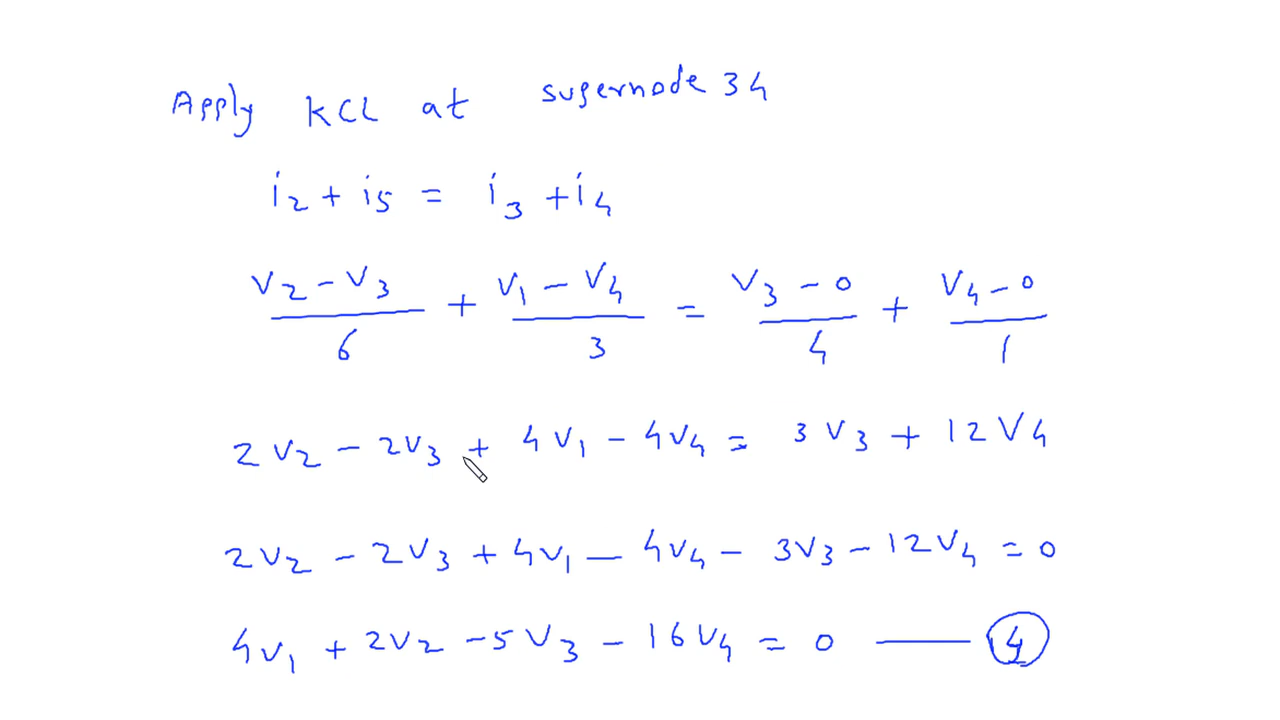 Apply KCL at supernode 34
i2 + i5 = i3 + i4
(V2 - V3)/6 + (V1 - V4)/3 = (V3 - 0)/4 + (V4 - 0)/1
2V2 - 2V3 + 4V1 - 4V4 = 3V3 + 12V4
2V2 - 2V3 + 4V1 - 4V4 - 3V3 - 12V4 = 0
4V1 + 2V2 - 5V3 - 16V4 = 0 —— 4